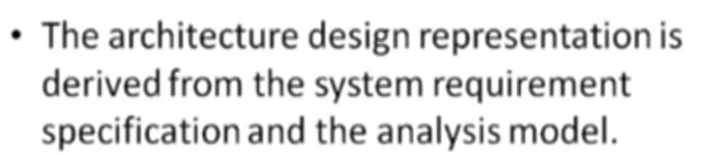 • The architecture design representation is
derived from the system requirement
specification and the analysis model.